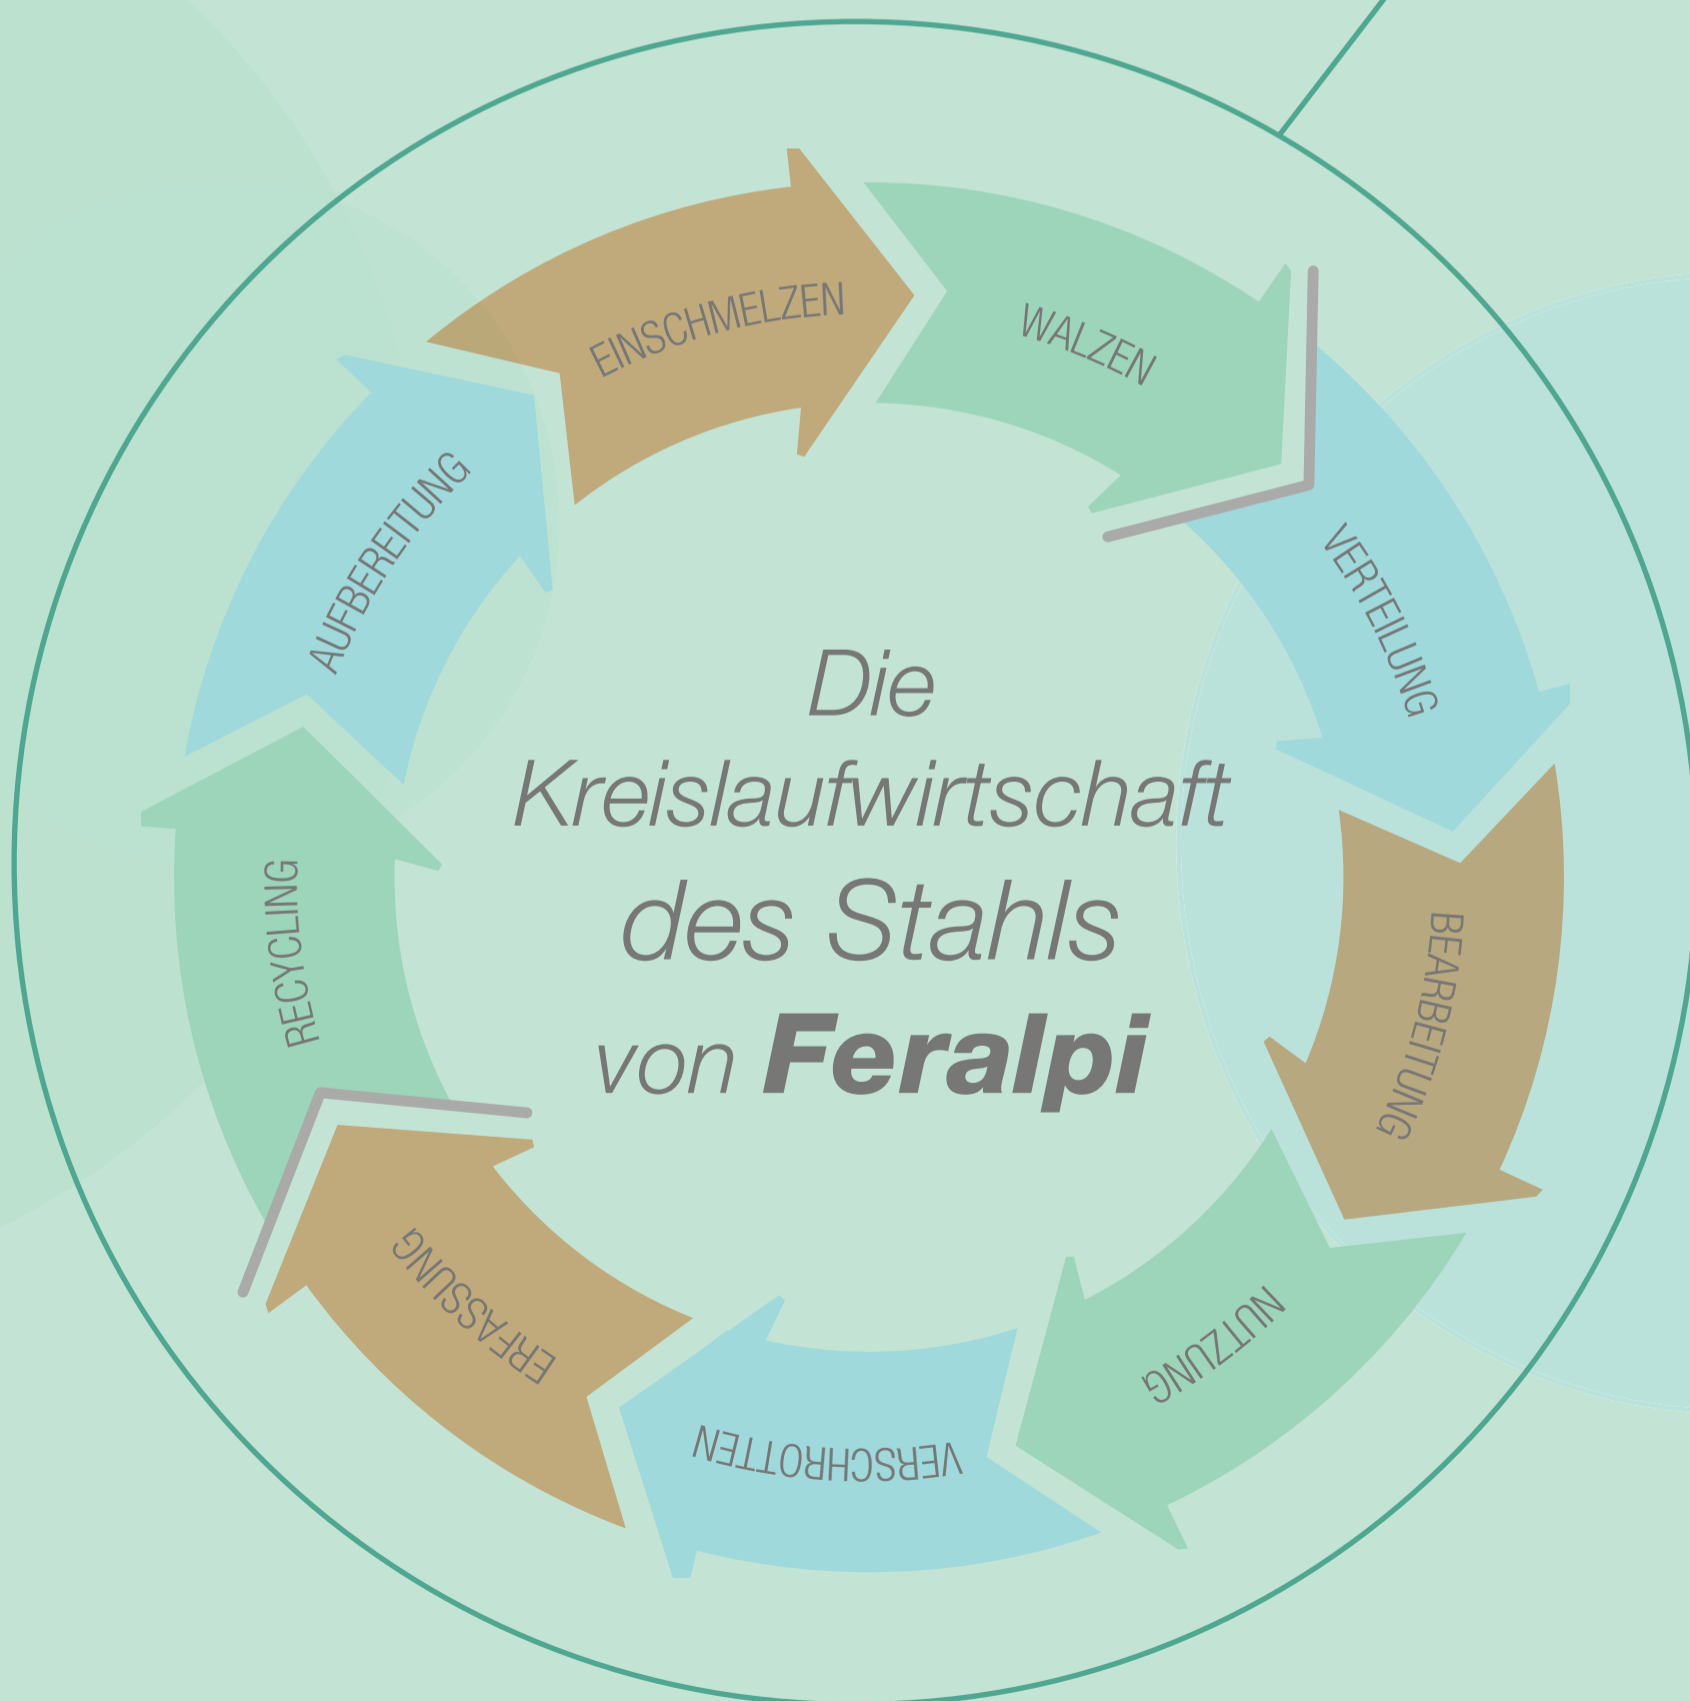 EINSCHMELZEN
WALZEN
VERTEILUNG
BEARBEITUNG
NUTZUNG
VERSCHROTTEN
ERFASSUNG
RECYCLING
AUFBEREITUNG
Die
Kreislaufwirtschaft
des Stahls
von Feralpi